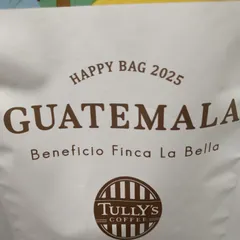 HAPPY BAG 2025
GUATEMALA
Beneficio Finca La Bella
TULLY'S
COFFEE